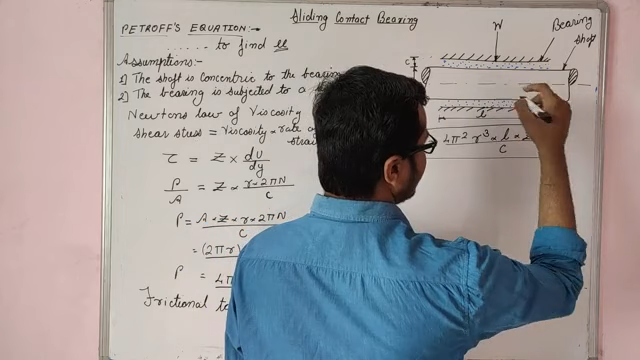 Sliding Contact Bearing
PETROFF'S EQUATION:-
...... to find μ
Assumptions:-
1) The shaft is concentric to the bearing
2) The bearing is subjected to a
Newtons law of Viscosity
Shear stress = Viscosity × rate
strai
τ = Z × du/dy
P/A = Z × r×2πN/C
P = A×Z×r×2πN/C
= (2πr)
P = 4π
Frictional to
W
Bearing
Shaft
C
l
4π² r³ × l ×
C